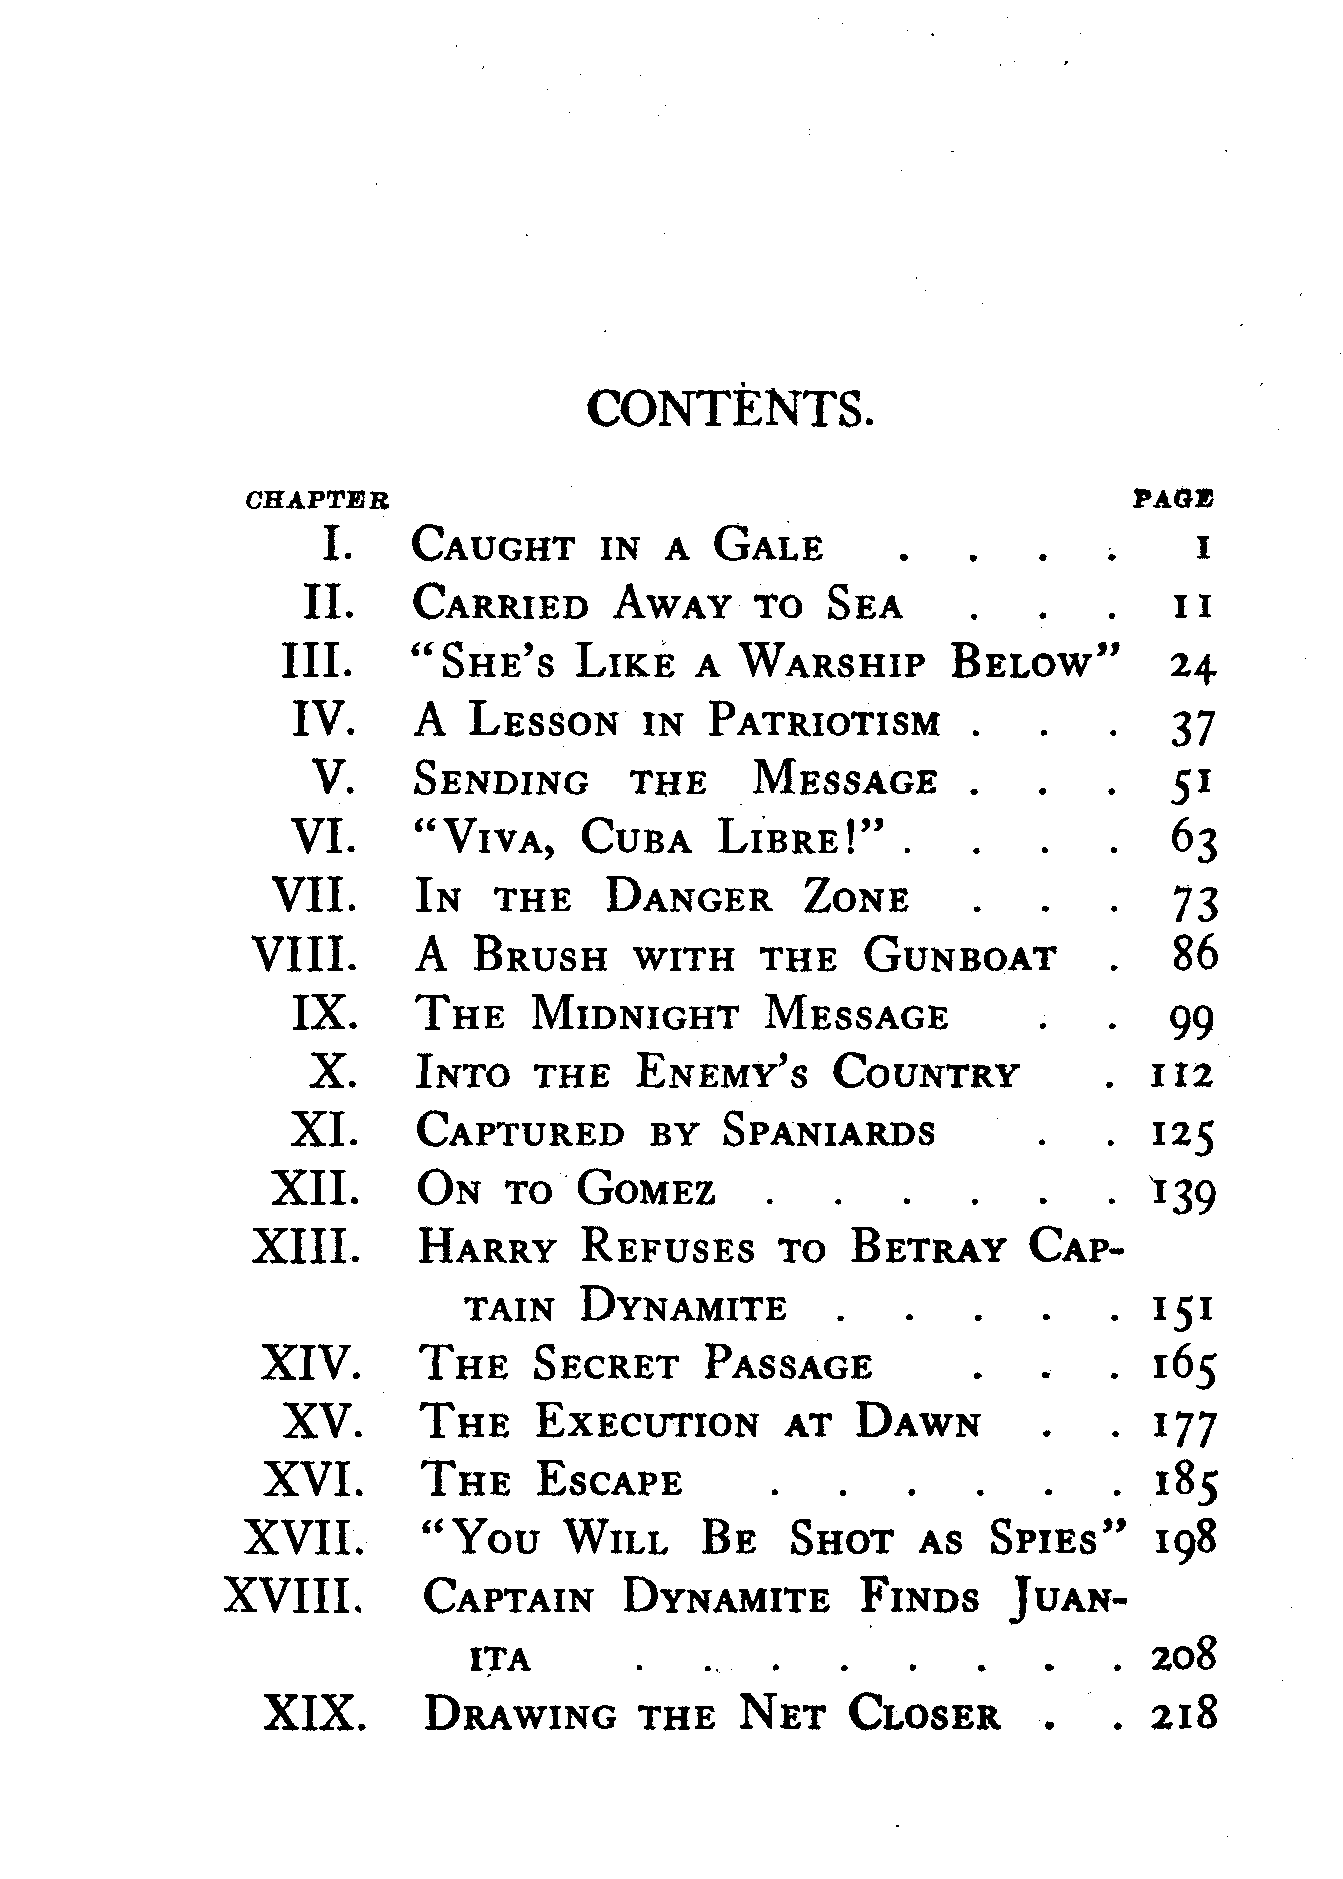 CONTENTS.
CHAPTER PAGE
I. CAUGHT IN A GALE . . . . 1
II. CARRIED AWAY TO SEA . . . 11
III. "SHE'S LIKE A WARSHIP BELOW" 24
IV. A LESSON IN PATRIOTISM . . . 37
V. SENDING THE MESSAGE . . . 51
VI. "VIVA, CUBA LIBRE!" . . . . 63
VII. IN THE DANGER ZONE . . . 73
VIII. A BRUSH WITH THE GUNBOAT . 86
IX. THE MIDNIGHT MESSAGE . . 99
X. INTO THE ENEMY'S COUNTRY . 112
XI. CAPTURED BY SPANIARDS . . 125
XII. ON TO GOMEZ . . . . . . 139
XIII. HARRY REFUSES TO BETRAY CAP-
TAIN DYNAMITE . . . . . 151
XIV. THE SECRET PASSAGE . . . 165
XV. THE EXECUTION AT DAWN . . 177
XVI. THE ESCAPE . . . . . . 185
XVII. "YOU WILL BE SHOT AS SPIES" 198
XVIII. CAPTAIN DYNAMITE FINDS JUAN-
ITA . . . . . . . . 208
XIX. DRAWING THE NET CLOSER . . 218